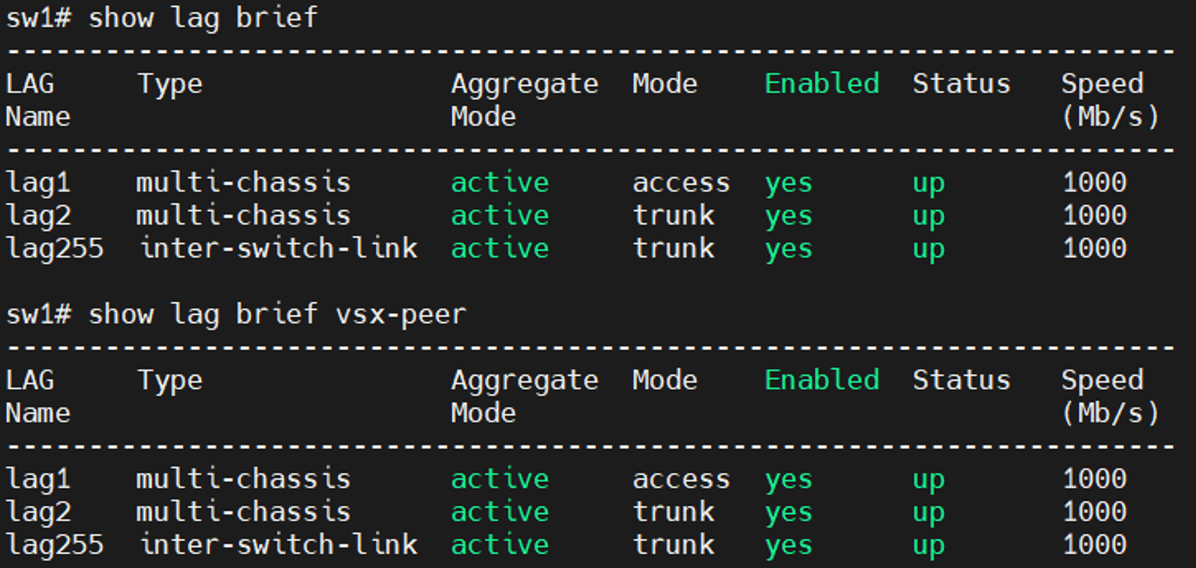 sw1# show lag brief
-----------------------------------------------------------------------
LAG     Type               Aggregate  Mode    Enabled  Status   Speed
Name                       Mode                                 (Mb/s)
-----------------------------------------------------------------------
lag1    multi-chassis      active     access  yes      up       1000
lag2    multi-chassis      active     trunk   yes      up       1000
lag255  inter-switch-link  active     trunk   yes      up       1000

sw1# show lag brief vsx-peer
-----------------------------------------------------------------------
LAG     Type               Aggregate  Mode    Enabled  Status   Speed
Name                       Mode                                 (Mb/s)
-----------------------------------------------------------------------
lag1    multi-chassis      active     access  yes      up       1000
lag2    multi-chassis      active     trunk   yes      up       1000
lag255  inter-switch-link  active     trunk   yes      up       1000